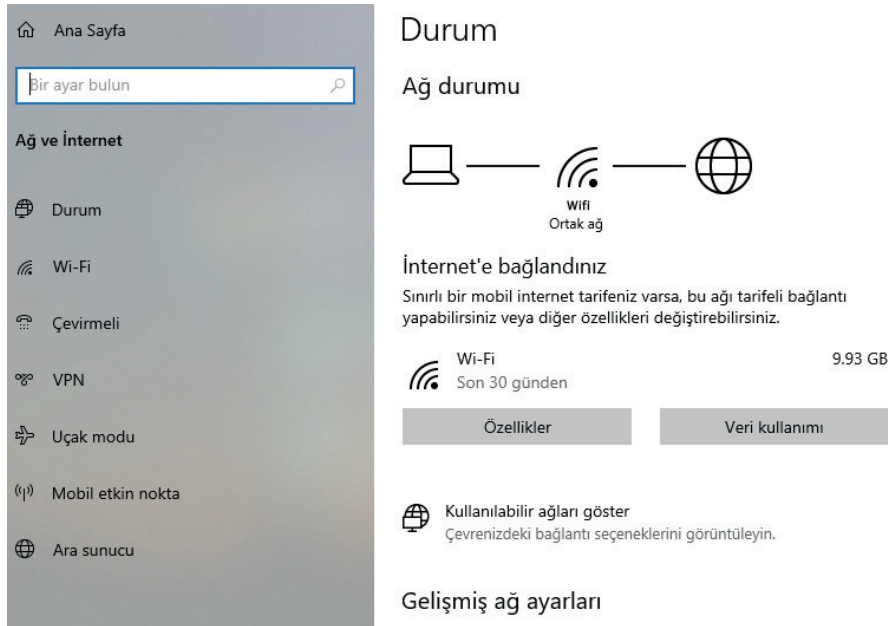 Ana Sayfa
Bir ayar bulun
Ağ ve İnternet
Durum
Wi-Fi
Çevirmeli
VPN
Uçak modu
Mobil etkin nokta
Ara sunucu
Durum
Ağ durumu
Wifi
Ortak ağ
İnternet'e bağlandınız
Sınırlı bir mobil internet tarifeniz varsa, bu ağı tarifeli bağlantı
yapabilirsiniz veya diğer özellikleri değiştirebilirsiniz.
Wi-Fi 9.93 GB
Son 30 günden
Özellikler Veri kullanımı
Kullanılabilir ağları göster
Çevrenizdeki bağlantı seçeneklerini görüntüleyin.
Gelişmiş ağ ayarları